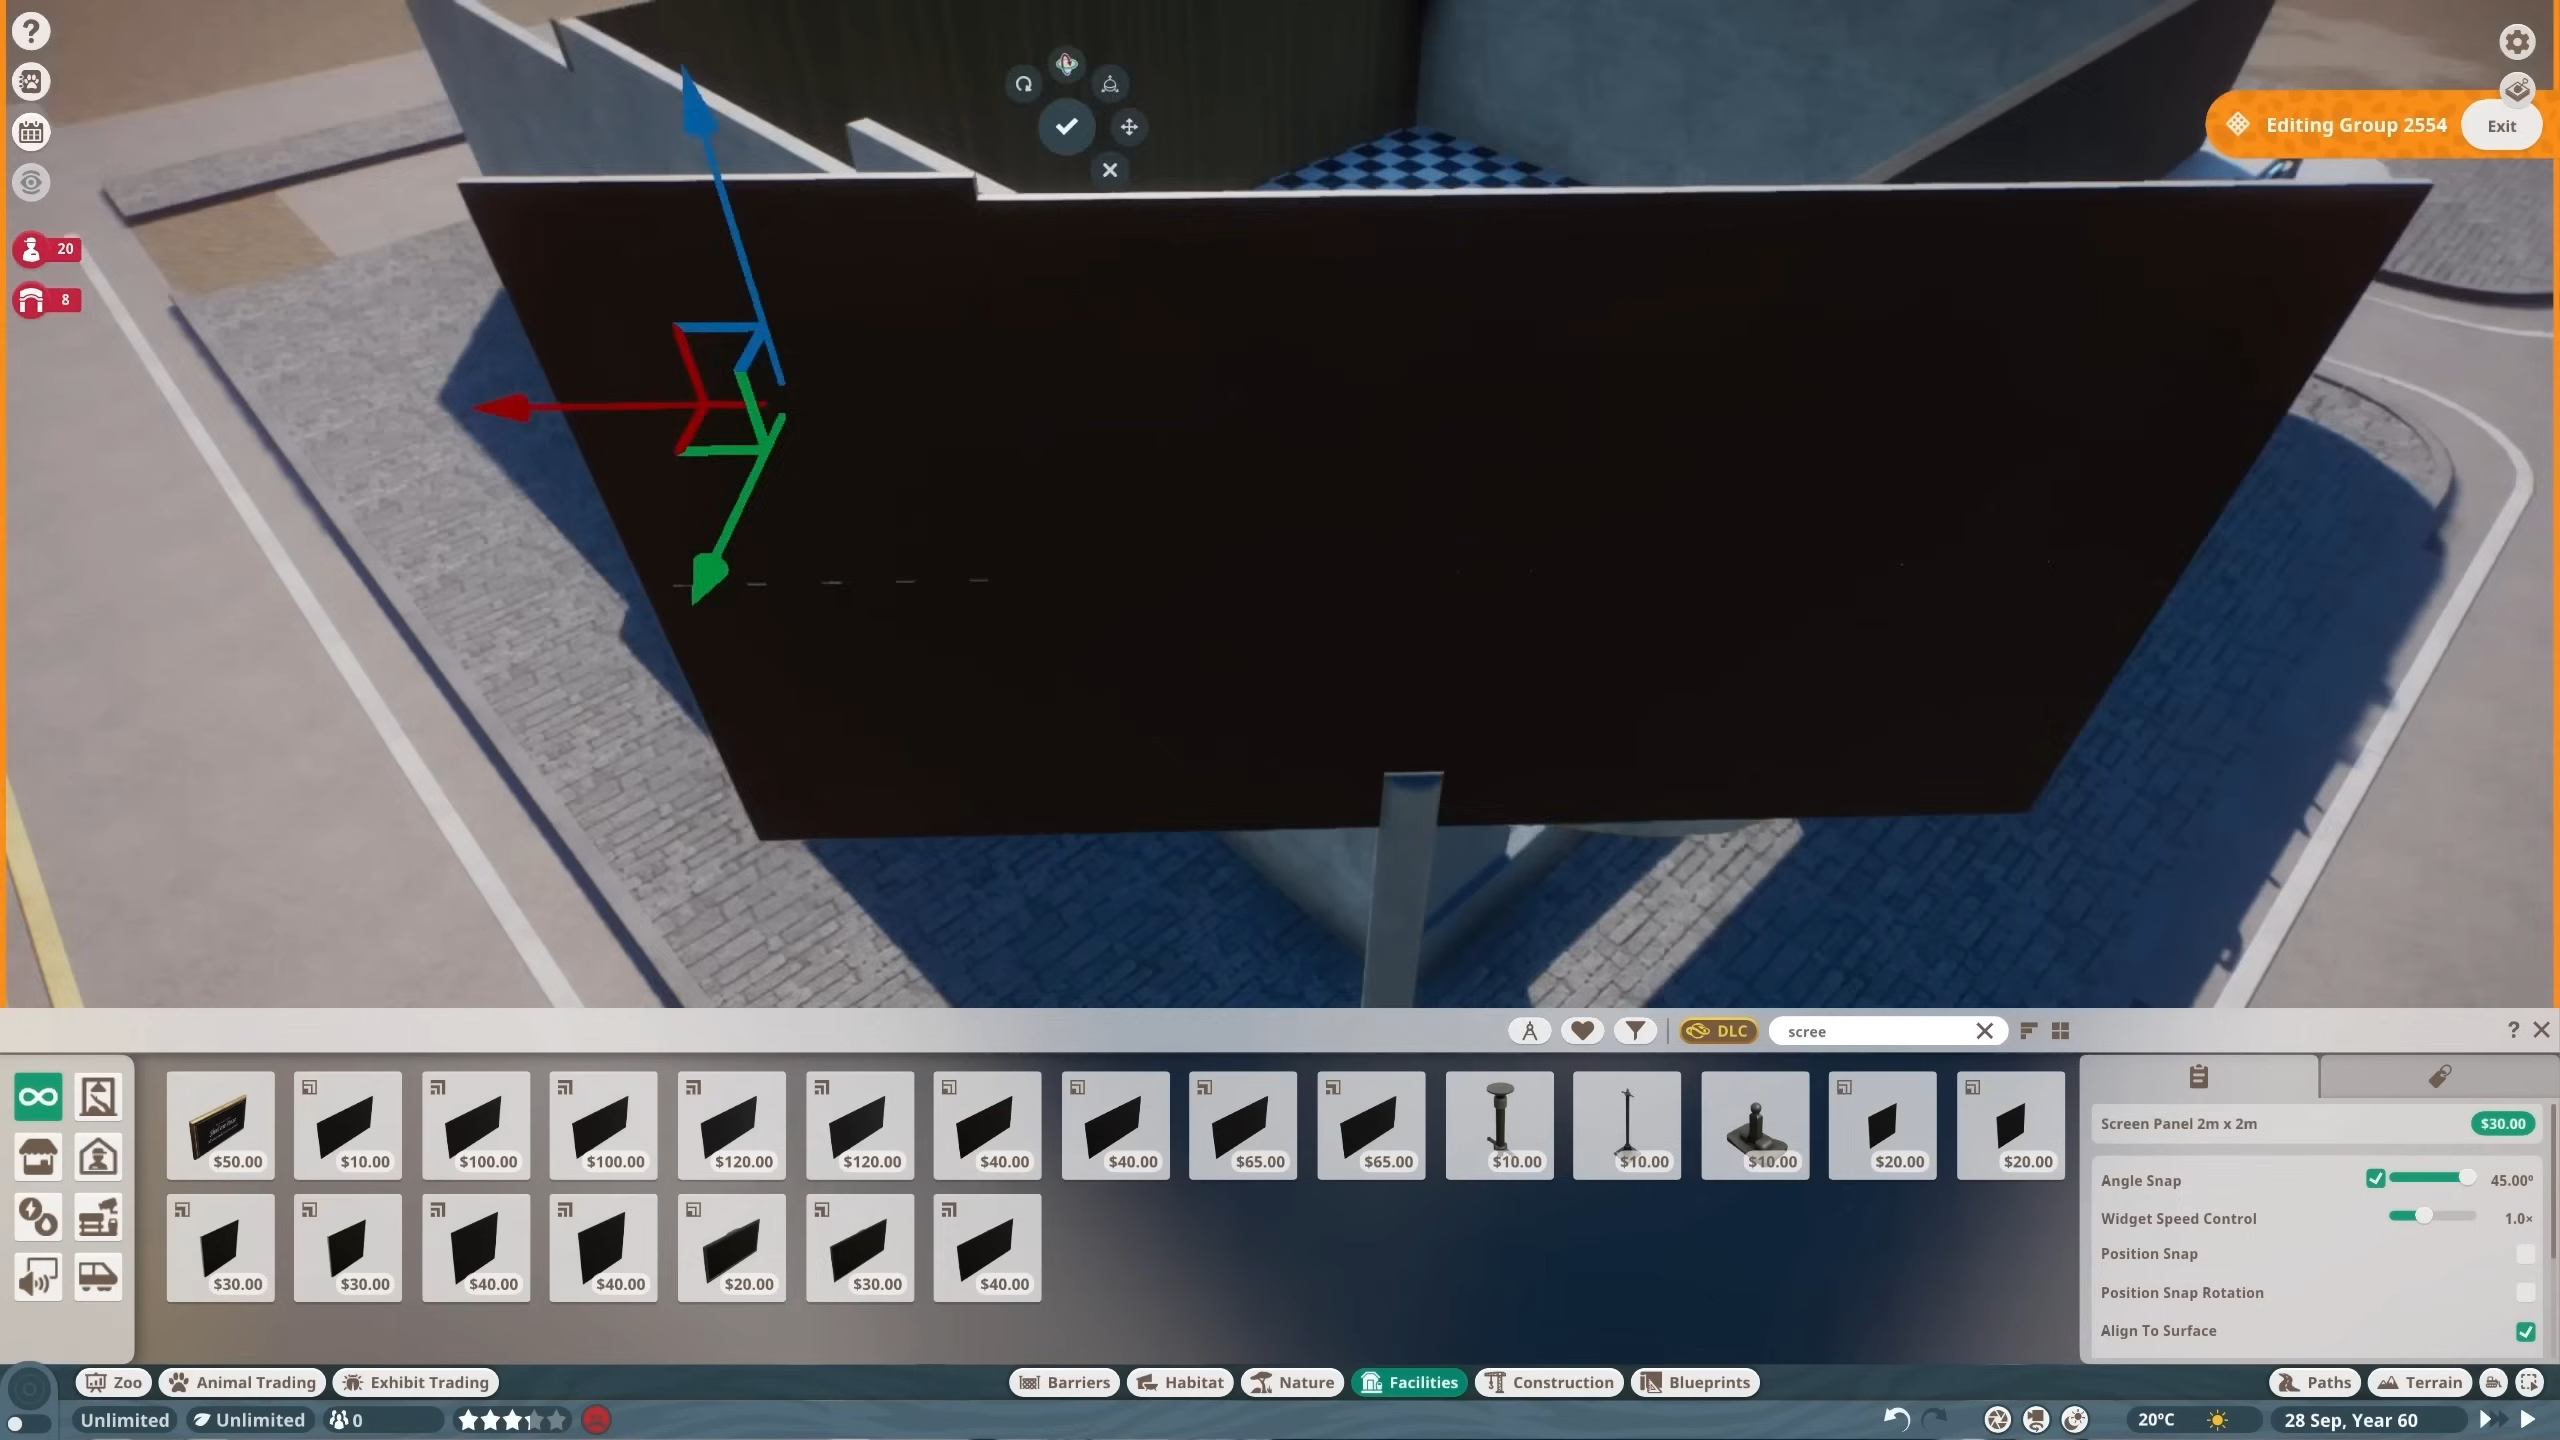 ?
20
8
Editing Group 2554
Exit
DLC
scree
?
$50.00
$10.00
$100.00
$100.00
$120.00
$120.00
$40.00
$40.00
$65.00
$65.00
$10.00
$10.00
$10.00
$20.00
$20.00
$30.00
$30.00
$40.00
$40.00
$20.00
$30.00
$40.00
Screen Panel 2m x 2m
$30.00
Angle Snap
45.00°
Widget Speed Control
1.0×
Position Snap
Position Snap Rotation
Align To Surface
Zoo
Animal Trading
Exhibit Trading
Barriers
Habitat
Nature
Facilities
Construction
Blueprints
Paths
Terrain
Unlimited
Unlimited
0
20°C
28 Sep, Year 60